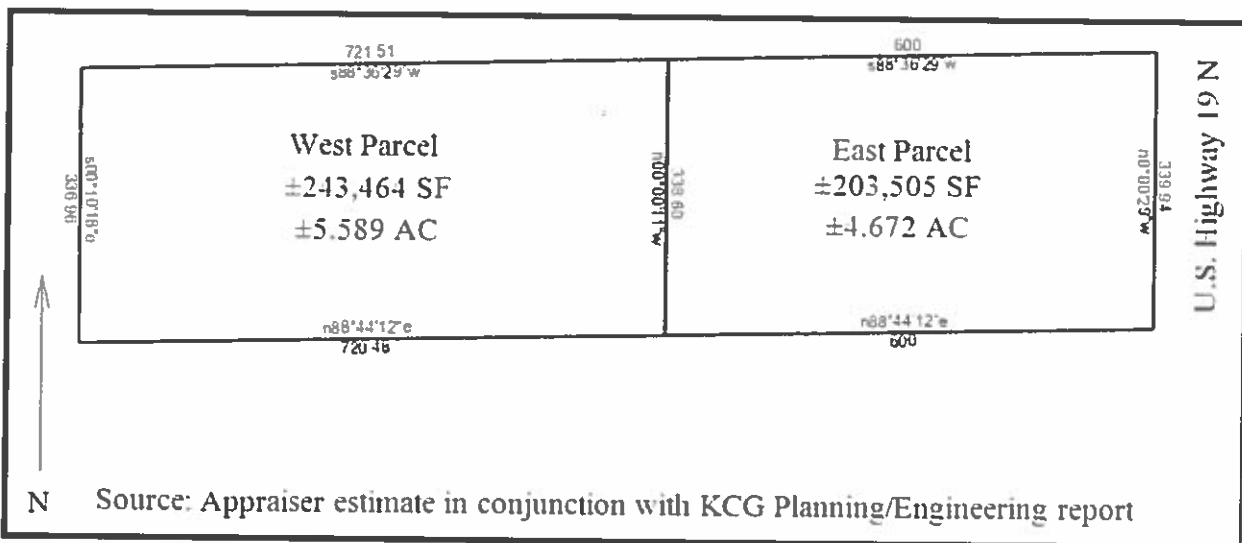 721 51
s88°36'29"w
600
s88°36'29"w
U.S. Highway 19 N
West Parcel
±243,464 SF
±5.589 AC
East Parcel
±203,505 SF
±4.672 AC
336 96
s00°10'18"e
n00°00'11"w
338 60
n0°00'29"w
339 94
n88°44'12"e
720 46
n88°44'12"e
600
N
Source: Appraiser estimate in conjunction with KCG Planning/Engineering report